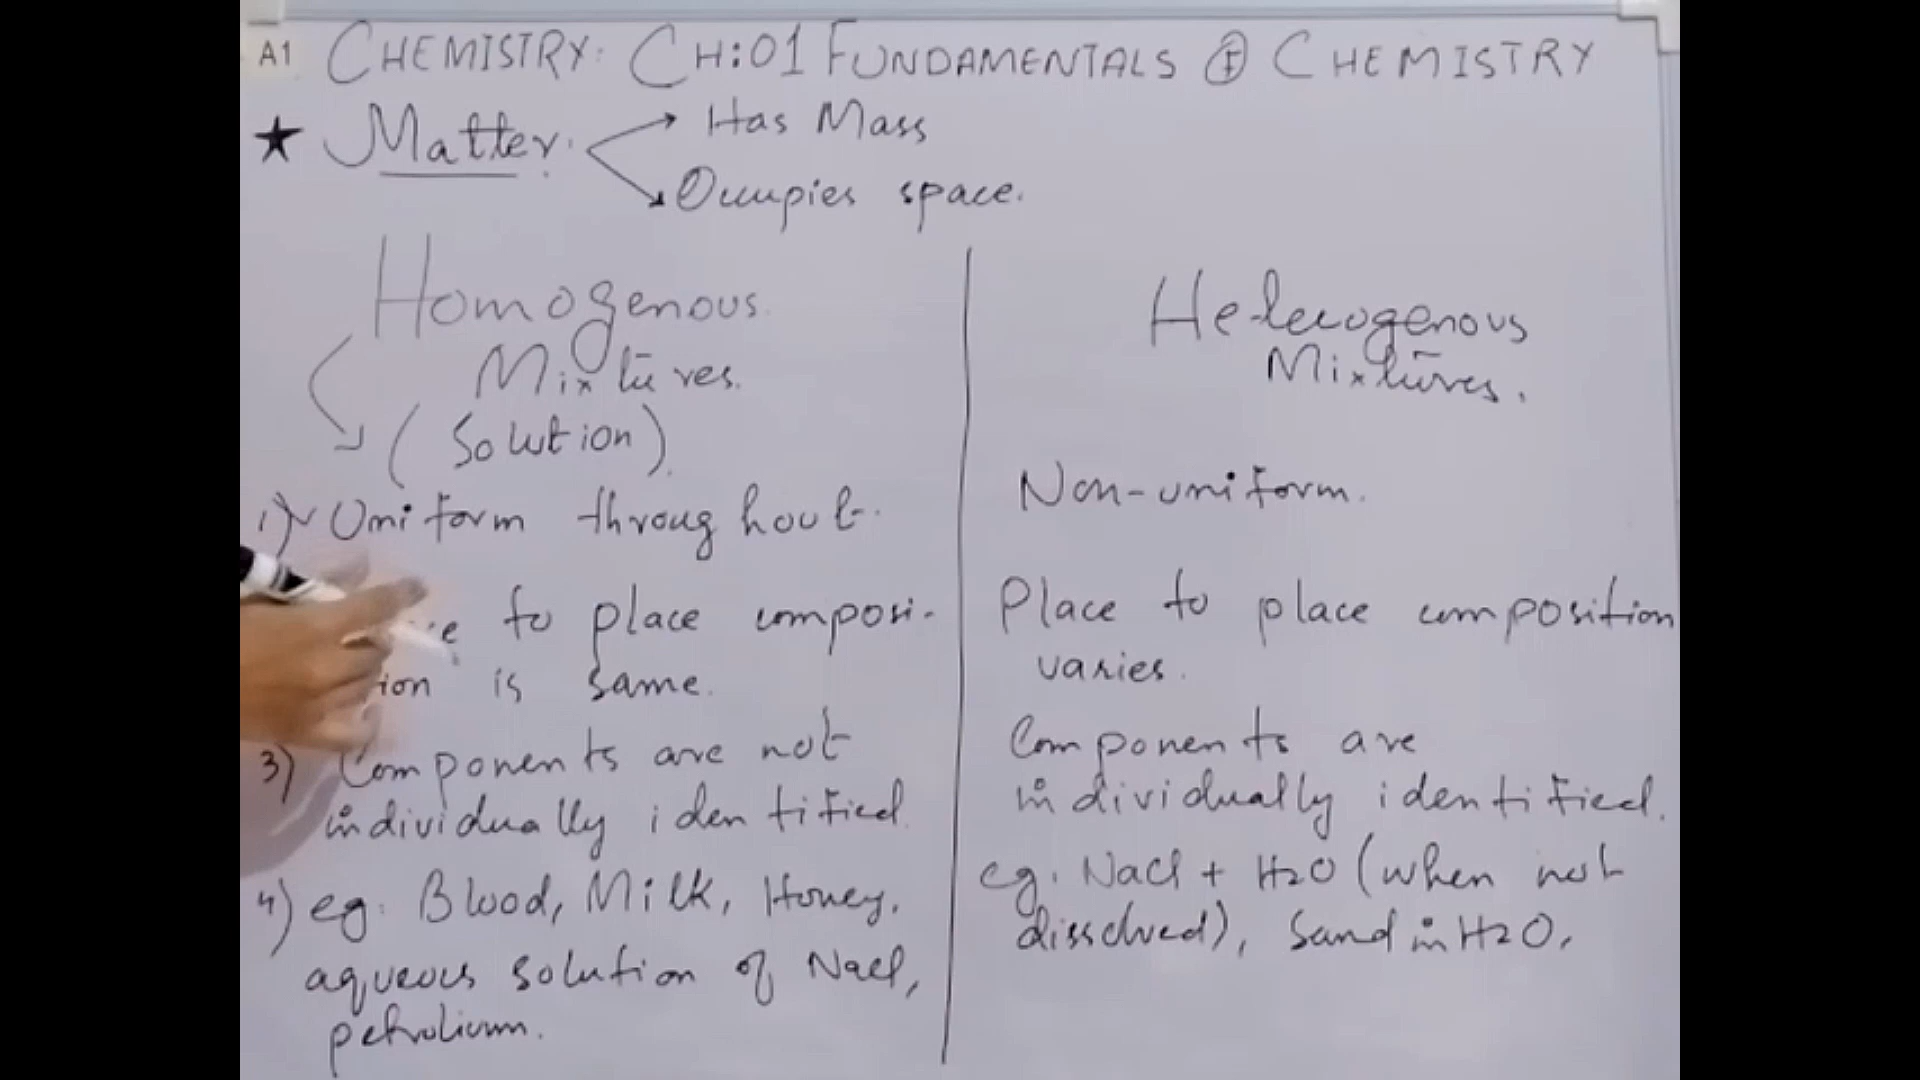 A1 CHEMISTRY: CH:01 FUNDAMENTALS OF CHEMISTRY
★ Matter: → Has Mass
→ Occupies space.
Homogenous
Mixtures.
(Solution)
1) Uniform throughout.
to place composi-
ion is same.
3) Components are not
individually identified
4) eg: Blood, Milk, Honey,
aqueous solution of Nacl,
petrolium.
Heterogenous
Mixtures.
Non-uniform.
Place to place composition
varies.
Components are
individually identified.
eg: Nacl + H2O (when not
dissolved), Sand in H2O,